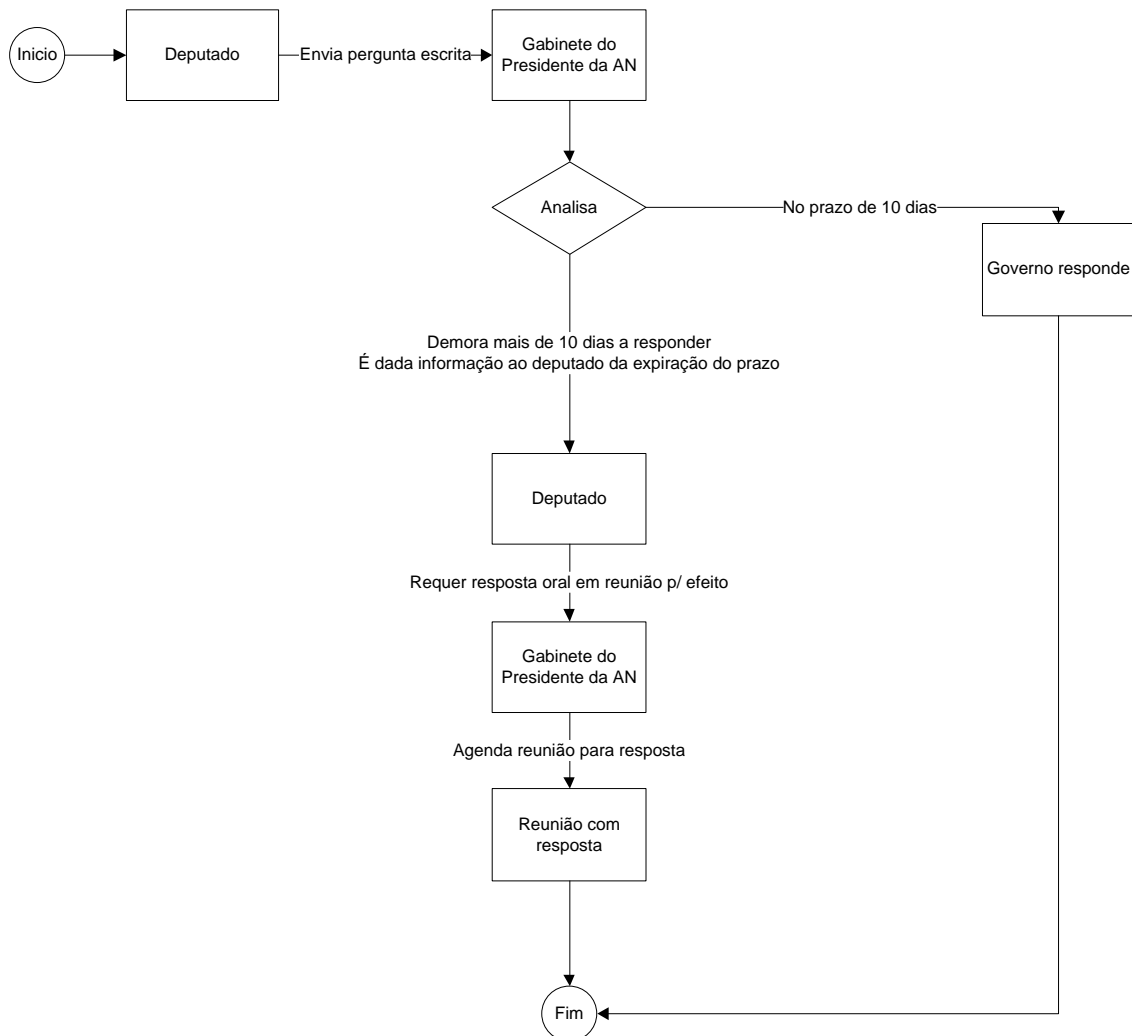 Inicio
Deputado
Envia pergunta escrita
Gabinete do
Presidente da AN
Analisa
No prazo de 10 dias
Governo responde
Demora mais de 10 dias a responder
É dada informação ao deputado da expiração do prazo
Deputado
Requer resposta oral em reunião p/ efeito
Gabinete do
Presidente da AN
Agenda reunião para resposta
Reunião com
resposta
Fim